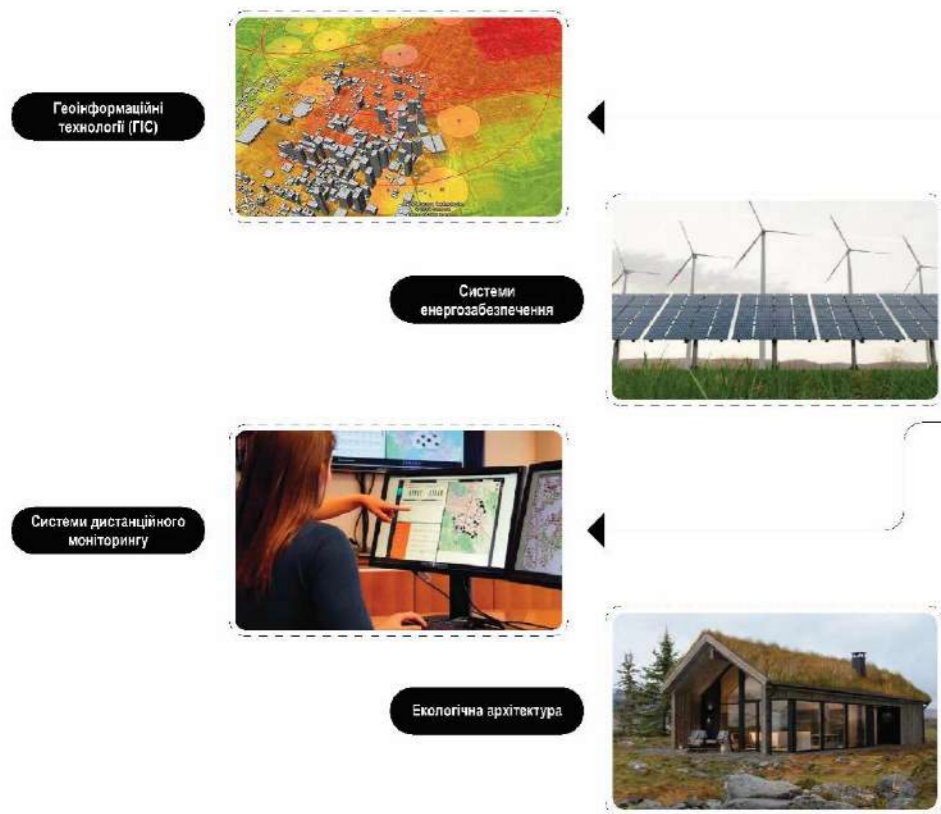 Геоінформаційні
технології (ГІС)
Системи
енергозабезпечення
Системи дистанційного
моніторингу
Екологічна архітектура